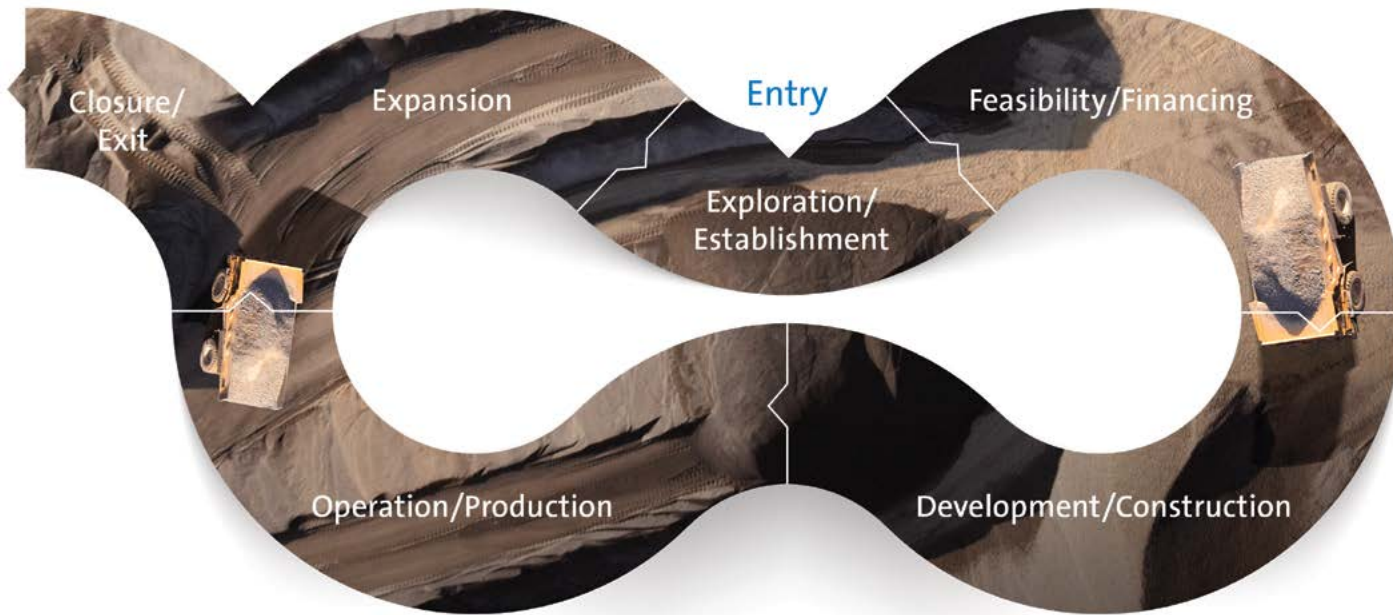 Closure/
Exit
Expansion
Entry
Feasibility/Financing
Exploration/
Establishment
Operation/Production
Development/Construction